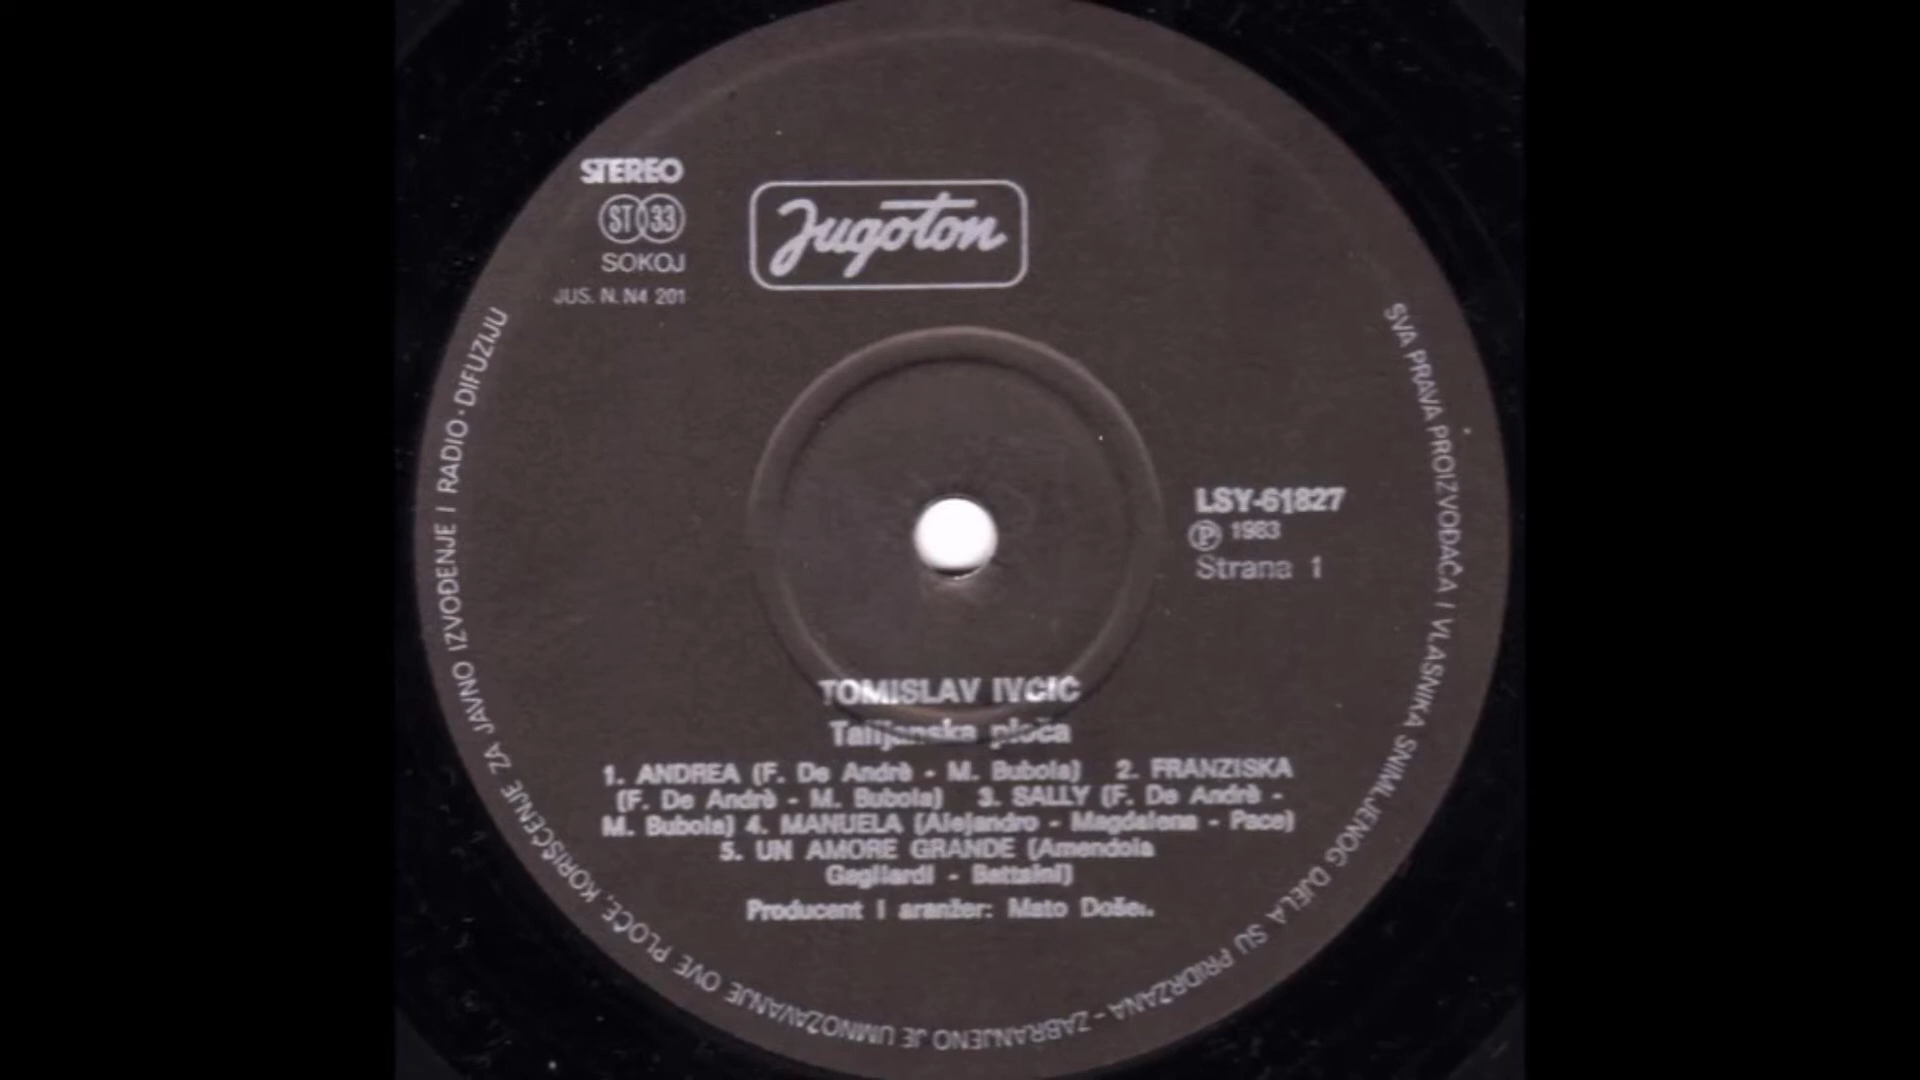 STEREO
ST 33
SOKOJ
JUS. N. N4 201
Jugoton
LSY-61827
℗ 1983
Strana 1
TOMISLAV IVČIĆ
Talijanska ploča
1. ANDREA (F. De Andrè - M. Bubola) 2. FRANZISKA
(F. De Andrè - M. Bubola) 3. SALLY (F. De Andrè -
M. Bubola) 4. MANUELA (Alejandro - Magdalena - Pace)
5. UN AMORE GRANDE (Amendola
Gagliardi - Battaini)
Producent i aranžer: Mato
SVA PRAVA PROIZVOĐAČA I VLASNIKA SNIMLJENOG DJELA SU PRIDRŽANA - ZABRANJENO JE UMNOŽAVANJE OVE PLOČE, KORIŠĆENJE ZA JAVNO IZVOĐENJE I RADIO-DIFUZIJU